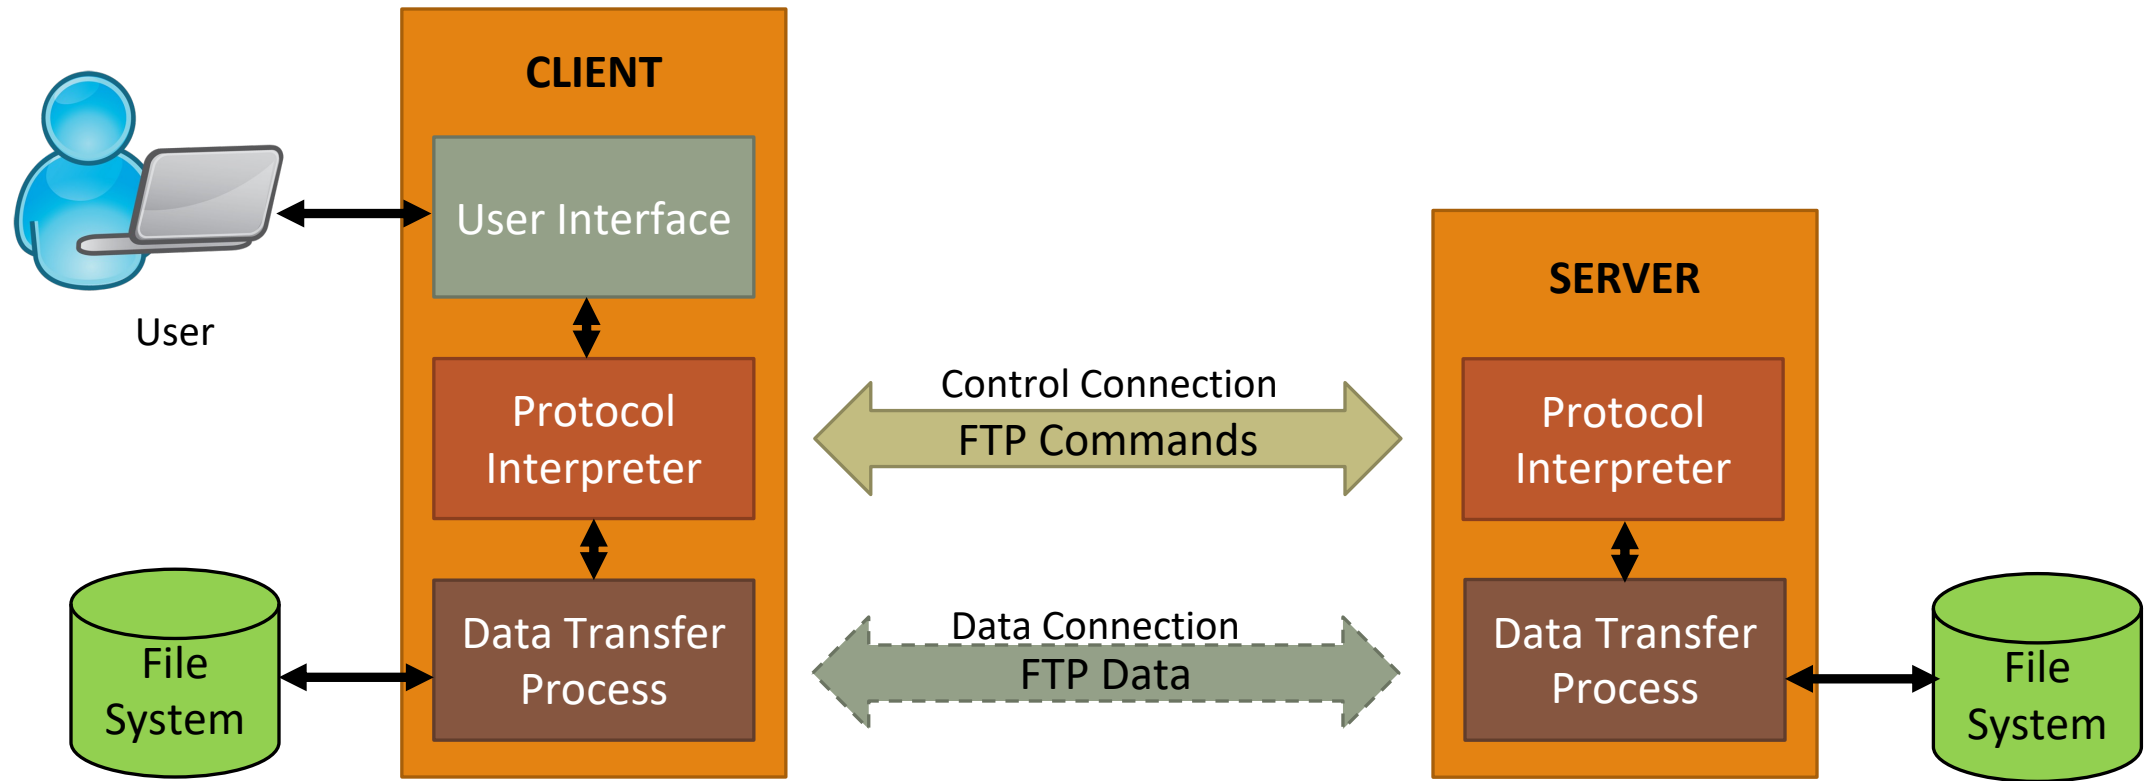 CLIENT
User Interface
User
SERVER
Protocol
Interpreter
Control Connection
FTP Commands
Protocol
Interpreter
File
System
Data Transfer
Process
Data Connection
FTP Data
Data Transfer
Process
File
System